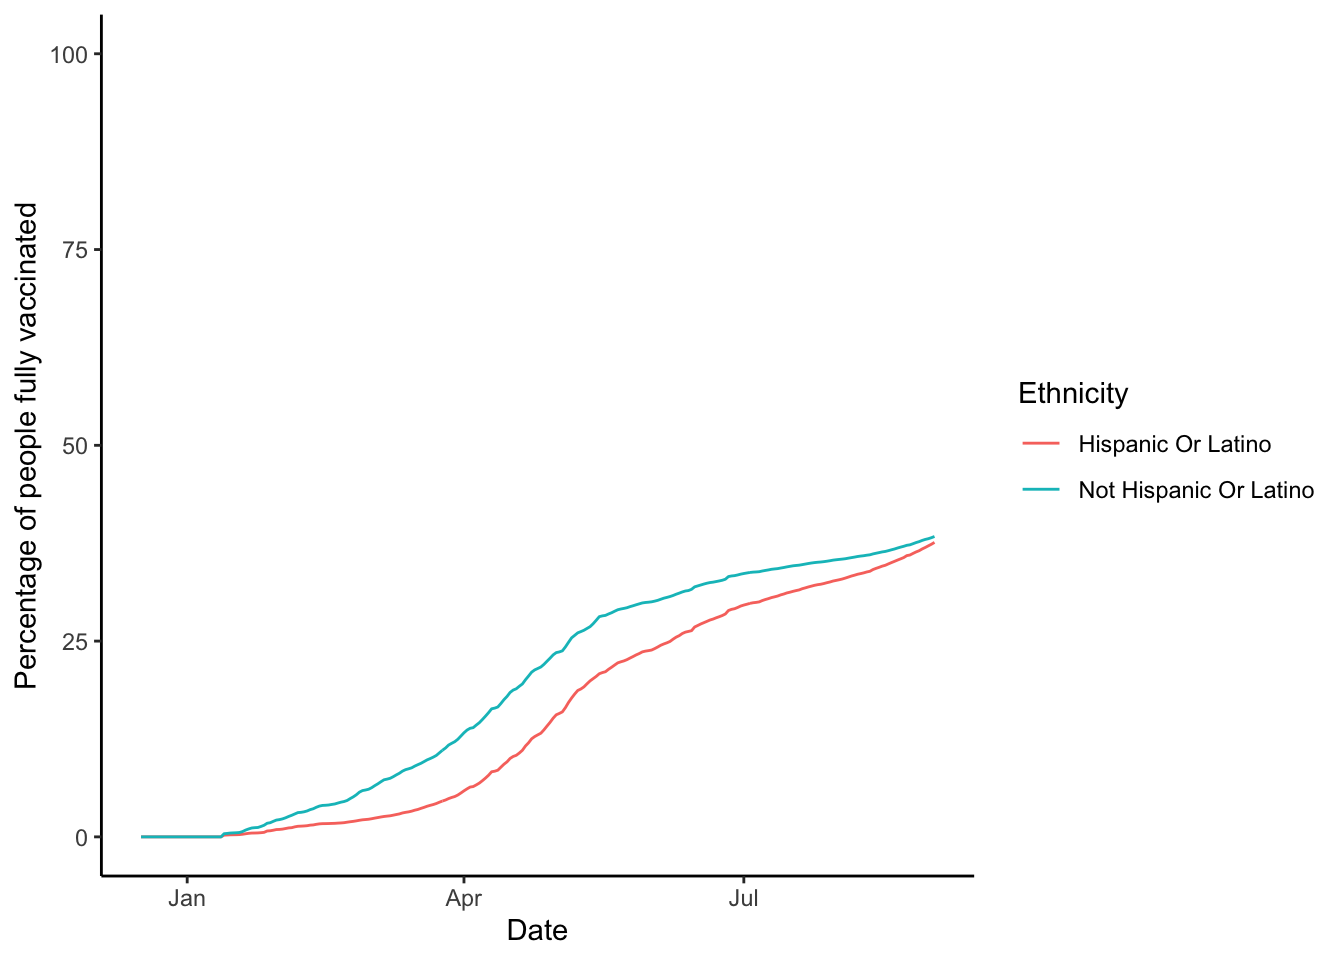 100
75
50
25
0
Percentage of people fully vaccinated
Jan
Apr
Jul
Date
Ethnicity
Hispanic Or Latino
Not Hispanic Or Latino